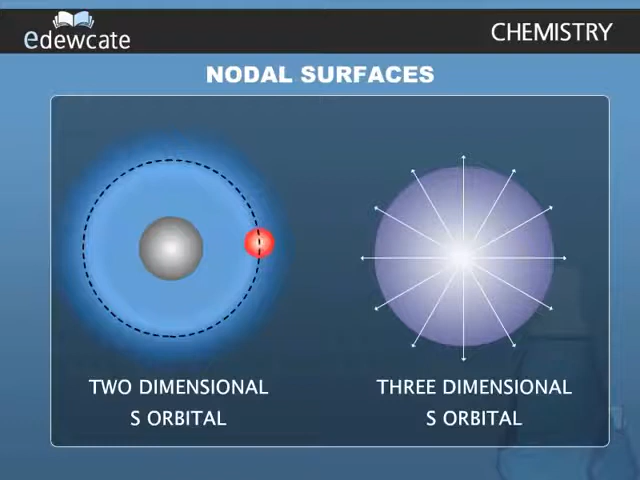 edewcate
CHEMISTRY
NODAL SURFACES
TWO DIMENSIONAL
S ORBITAL
THREE DIMENSIONAL
S ORBITAL